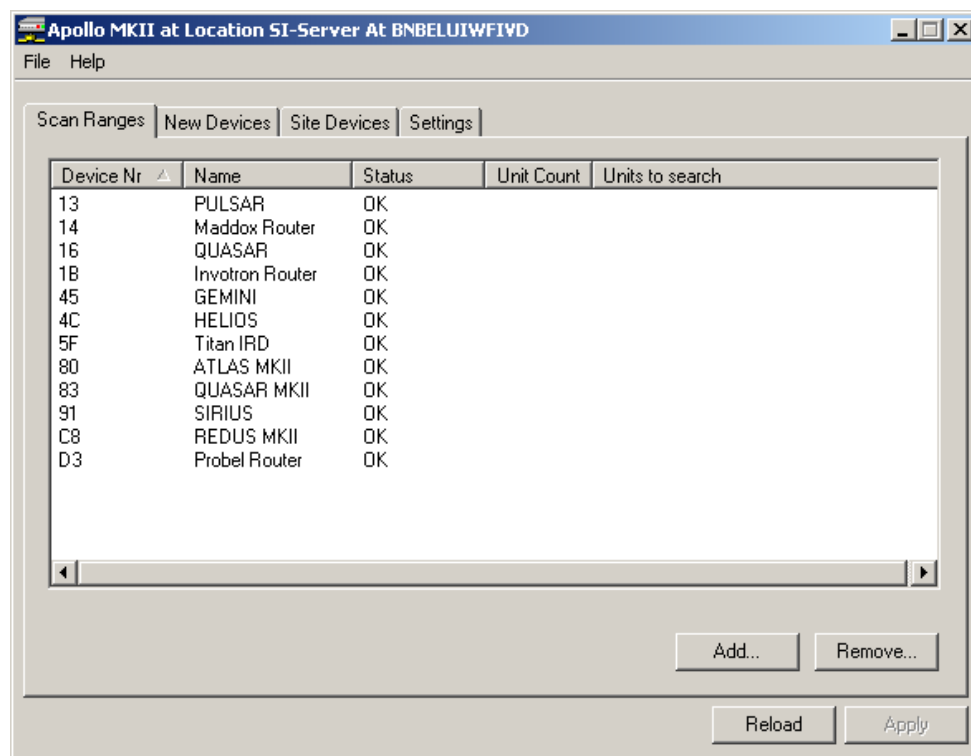 Apollo MKII at Location SI-Server At BNBELUIWFIVD
File Help
Scan Ranges New Devices Site Devices Settings
Device Nr Name Status Unit Count Units to search
13 PULSAR OK
14 Maddox Router OK
16 QUASAR OK
1B Invotron Router OK
45 GEMINI OK
4C HELIOS OK
5F Titan IRD OK
80 ATLAS MKII OK
83 QUASAR MKII OK
91 SIRIUS OK
C8 REDUS MKII OK
D3 Probel Router OK
Add... Remove...
Reload Apply